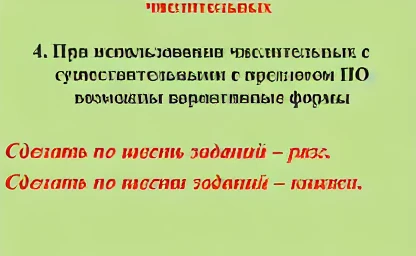 числительных
4. При использовании числительных с
существительными с предлогом ПО
возможны вариативные формы
Сделать по шесть заданий – разг.
Сделать по шести заданий – книжн.